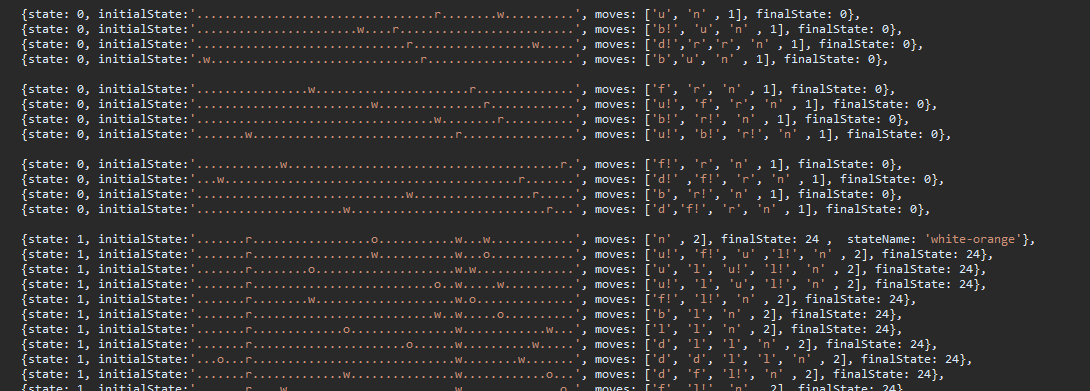 {state: 0, initialState:'..................................r........w..........', moves: ['u', 'n' , 1], finalState: 0},
{state: 0, initialState:'.......................w....r.........................', moves: ['b!', 'u', 'n' , 1], finalState: 0},
{state: 0, initialState:'..............................r.................w.....', moves: ['d!','r','r', 'n' , 1], finalState: 0},
{state: 0, initialState:'.w..............................r.....................', moves: ['b','u', 'n' , 1], finalState: 0},
{state: 0, initialState:'................w......................r..............', moves: ['f', 'r', 'n' , 1], finalState: 0},
{state: 0, initialState:'.........................w...............r............', moves: ['u!', 'f', 'r', 'n' , 1], finalState: 0},
{state: 0, initialState:'..................................w........r..........', moves: ['b!', 'r!', 'n' , 1], finalState: 0},
{state: 0, initialState:'.......w.............................r................', moves: ['u!', 'b!', 'r!', 'n' , 1], finalState: 0},
{state: 0, initialState:'............w.......................................r.', moves: ['f!', 'r', 'n' , 1], finalState: 0},
{state: 0, initialState:'...w..........................................r.......', moves: ['d!' ,'f!', 'r', 'n' , 1], finalState: 0},
{state: 0, initialState:'..............................w.................r.....', moves: ['b', 'r!', 'n' , 1], finalState: 0},
{state: 0, initialState:'.....................w............................r...', moves: ['d','f!', 'r', 'n' , 1], finalState: 0},
{state: 1, initialState:'.......r.................o...........w...w............', moves: ['n' , 2], finalState: 24 ,  stateName: 'white-orange'},
{state: 1, initialState:'.......r.................w...........w...o............', moves: ['u!', 'f!', 'u' ,'l!', 'n' , 2], finalState: 24},
{state: 1, initialState:'.......r........o....................w.w..............', moves: ['u', 'l', 'u!', 'l!', 'n' , 2], finalState: 24},
{state: 1, initialState:'.......r..........................o..w.....w..........', moves: ['u!', 'l', 'u', 'l!', 'n' , 2], finalState: 24},
{state: 1, initialState:'.......r........w....................w.o..............', moves: ['f!', 'l!', 'n' , 2], finalState: 24},
{state: 1, initialState:'.......r..........................w..w.....o..........', moves: ['b', 'l', 'n' , 2], finalState: 24},
{state: 1, initialState:'.......r.............o...............w............w...', moves: ['l', 'l', 'n' , 2], finalState: 24},
{state: 1, initialState:'.......r......................o......w........w.......', moves: ['d', 'l', 'l', 'n' , 2], finalState: 24},
{state: 1, initialState:'...o...r.............................w........w.......', moves: ['d', 'd', 'l', 'l', 'n' , 2], finalState: 24},
{state: 1, initialState:'.......r.............w...............w............o...', moves: ['d', 'f', 'l!', 'n' , 2], finalState: 24},